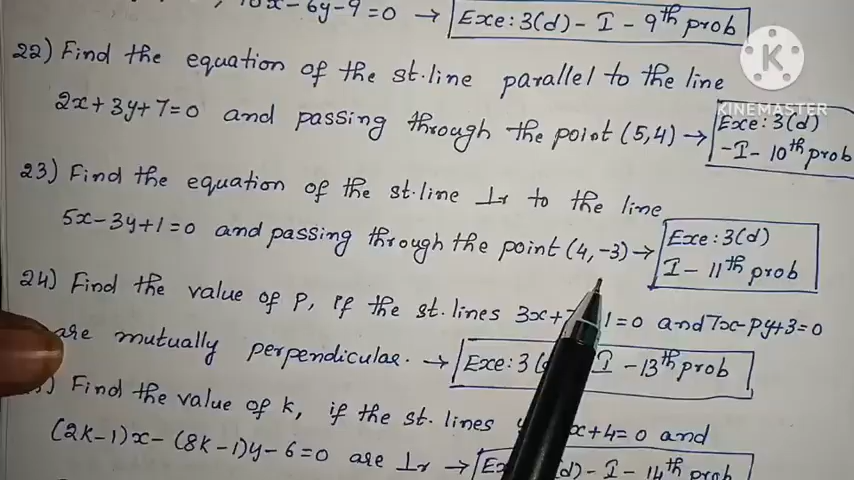 x - 6y - 9 = 0 → Exe: 3(d) - I - 9th prob
22) Find the equation of the st. line parallel to the line
2x + 3y + 7 = 0 and passing through the point (5, 4) → Exe: 3(d)
- I - 10th prob
23) Find the equation of the st. line ⊥r to the line
5x - 3y + 1 = 0 and passing through the point (4, -3) → Exe: 3(d)
I - 11th prob
24) Find the value of P, if the st. lines 3x + 1 = 0 and 7x - py + 3 = 0
are mutually perpendicular. → Exe: 3 I - 13th prob
) Find the value of k, if the st. lines x + 4 = 0 and
(2k - 1)x - (8k - 1)y - 6 = 0 are ⊥r → (d) - I - 14th prob
K
KINEMASTER